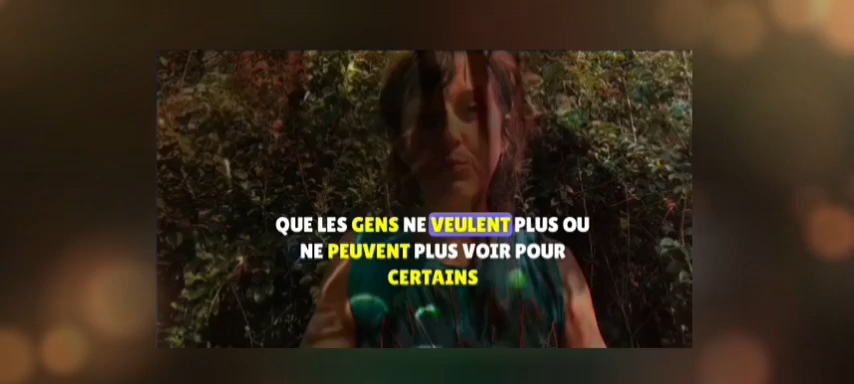 QUE LES GENS NE VEULENT PLUS OU
NE PEUVENT PLUS VOIR POUR
CERTAINS